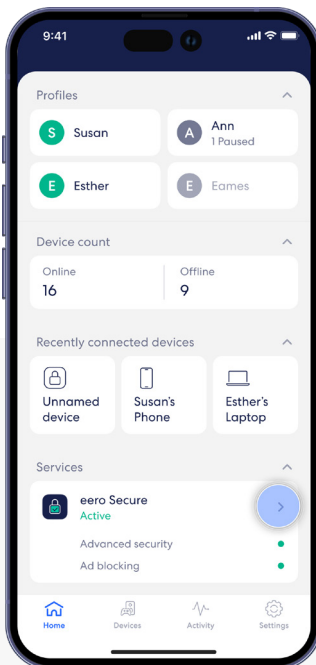 9:41
Profiles
S Susan
A Ann
1 Paused
E Esther
E Eames
Device count
Online
16
Offline
9
Recently connected devices
Unnamed
device
Susan's
Phone
Esther's
Laptop
Services
eero Secure
Active
Advanced security
Ad blocking
Home
Devices
Activity
Settings